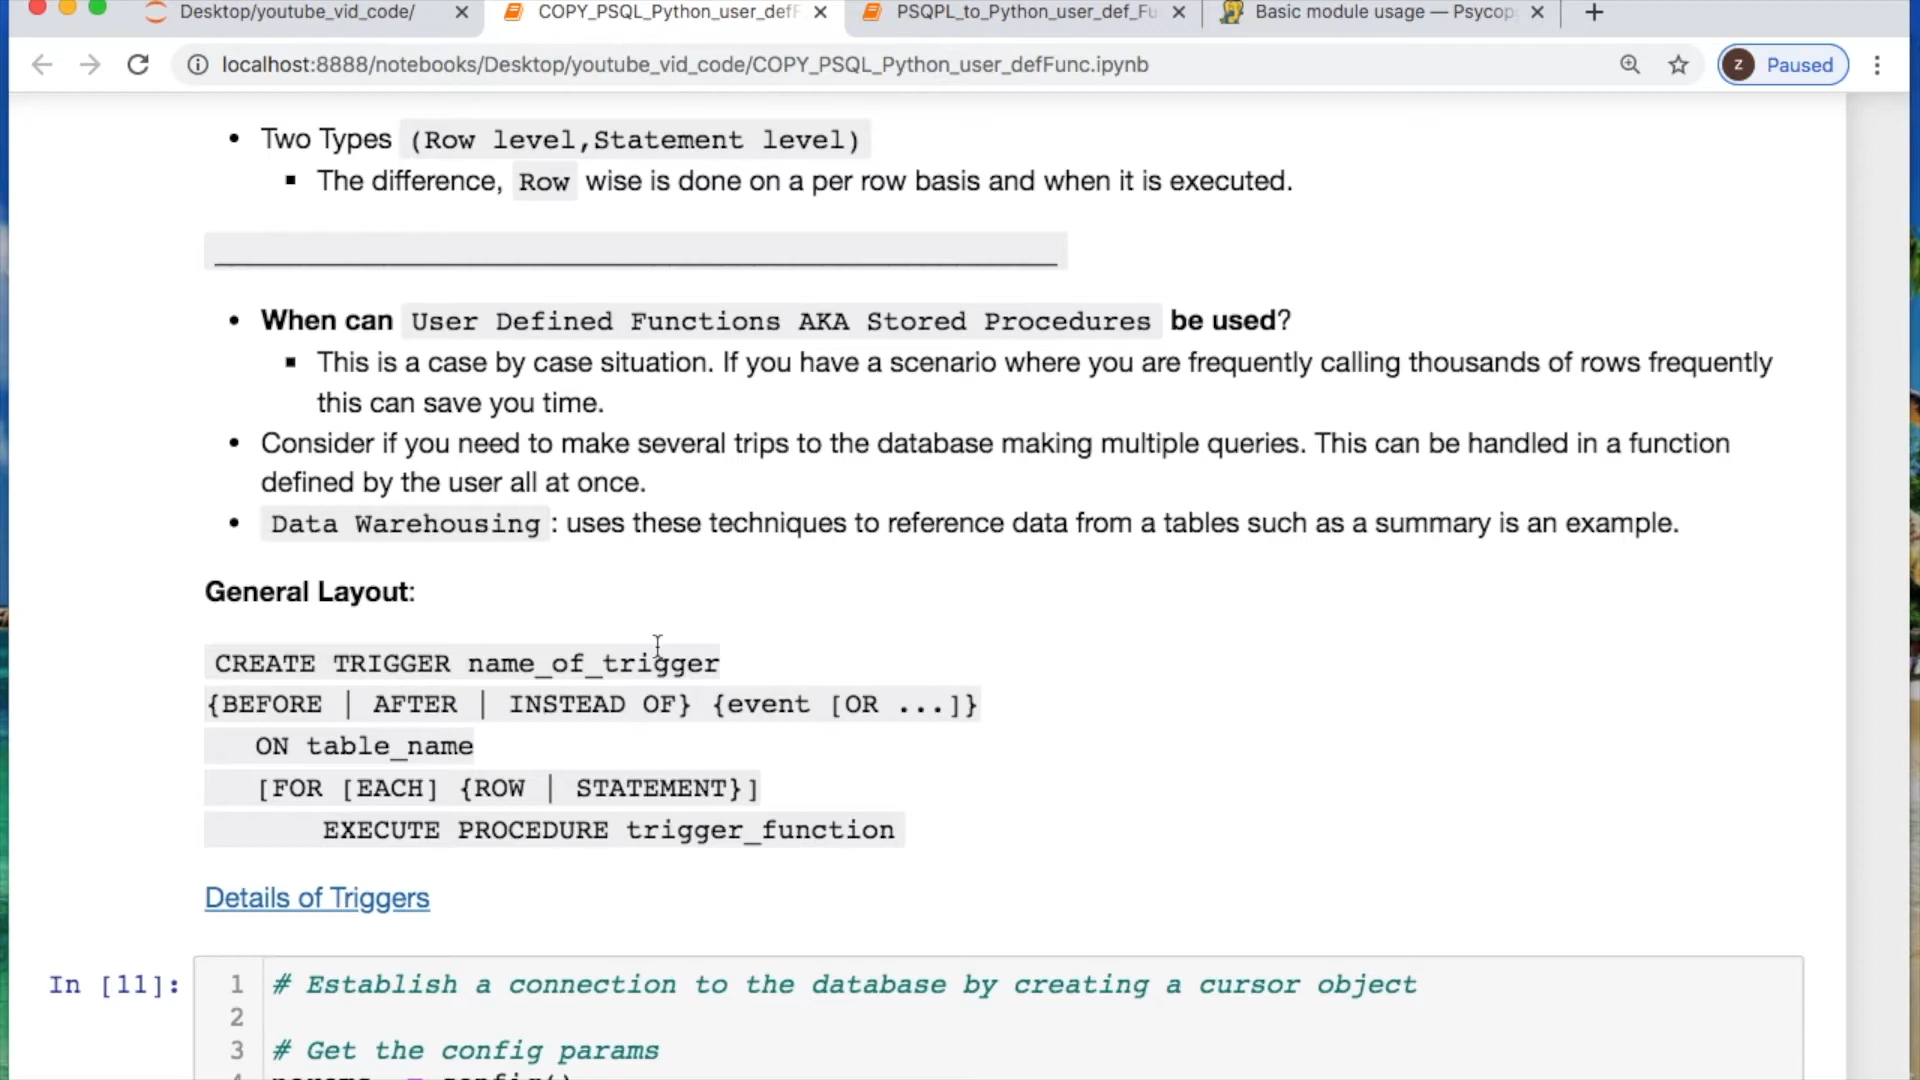 Desktop/youtube_vid_code/
COPY_PSQL_Python_user_defF
PSQPL_to_Python_user_def_Fu
Basic module usage — Psycop
localhost:8888/notebooks/Desktop/youtube_vid_code/COPY_PSQL_Python_user_defFunc.ipynb
z Paused
• Two Types (Row level,Statement level)
▪ The difference, Row wise is done on a per row basis and when it is executed.
• When can User Defined Functions AKA Stored Procedures be used?
▪ This is a case by case situation. If you have a scenario where you are frequently calling thousands of rows frequently
this can save you time.
• Consider if you need to make several trips to the database making multiple queries. This can be handled in a function
defined by the user all at once.
• Data Warehousing : uses these techniques to reference data from a tables such as a summary is an example.
General Layout:
CREATE TRIGGER name_of_trigger
{BEFORE | AFTER | INSTEAD OF} {event [OR ...]}
ON table_name
[FOR [EACH] {ROW | STATEMENT}]
EXECUTE PROCEDURE trigger_function
Details of Triggers
In [11]:
1 # Establish a connection to the database by creating a cursor object
2
3 # Get the config params
4 params = config()